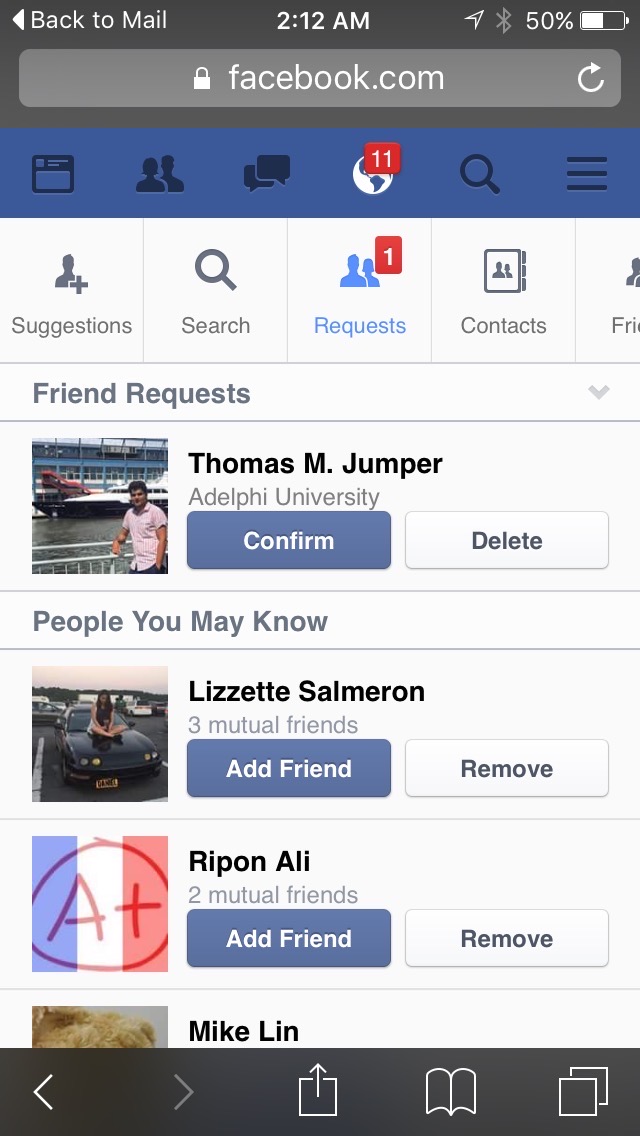 Back to Mail 2:12 AM 50%
facebook.com
11
1
Suggestions Search Requests Contacts Frie
Friend Requests
Thomas M. Jumper
Adelphi University
Confirm Delete
People You May Know
Lizzette Salmeron
3 mutual friends
Add Friend Remove
DANIEL
Ripon Ali
2 mutual friends
Add Friend Remove
A+
Mike Lin